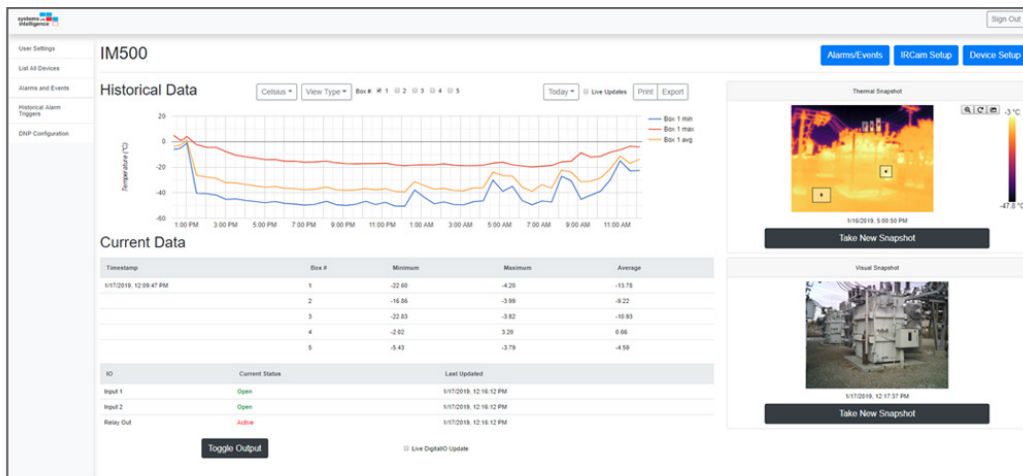 systems with intelligence
Sign Out
User Settings
List All Devices
Alarms and Events
Historical Alarm Triggers
DNP Configuration
IM500
Alarms/Events IRCam Setup Device Setup
Historical Data
Celsius View Type Box #: 1 2 3 4 5 Today Live Updates Print Export
20
0
-20
-40
-60
Temperature (°C)
Box 1 min
Box 1 max
Box 1 avg
1:00 PM 3:00 PM 5:00 PM 7:00 PM 9:00 PM 11:00 PM 1:00 AM 3:00 AM 5:00 AM 7:00 AM 9:00 AM 11:00 AM
Current Data
Timestamp Box # Minimum Maximum Average
1/17/2019, 12:09:47 PM 1 -22.60 -4.20 -13.78
2 -16.86 -3.99 -9.22
3 -22.83 -3.82 -10.93
4 -2.02 3.20 0.66
5 -5.43 -3.79 -4.59
IO Current Status Last Updated
Input 1 Open 1/17/2019, 12:16:12 PM
Input 2 Open 1/17/2019, 12:16:12 PM
Relay Out Active 1/17/2019, 12:16:12 PM
Toggle Output Live DigitalIO Update
Thermal Snapshot
-3 °C
-47.8 °C
1/16/2019, 5:00:50 PM
Take New Snapshot
Visual Snapshot
1/17/2019, 12:17:37 PM
Take New Snapshot